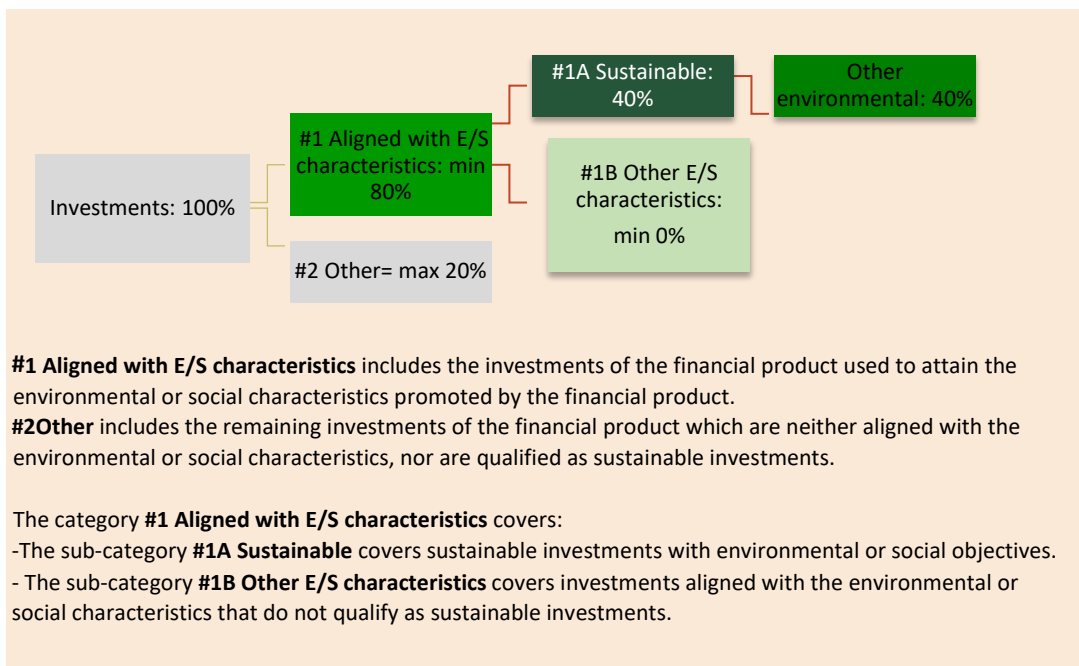 #1A Sustainable:
40%
Other
environmental: 40%
#1 Aligned with E/S
characteristics: min
80%
#1B Other E/S
characteristics:
min 0%
Investments: 100%
#2 Other= max 20%
#1 Aligned with E/S characteristics includes the investments of the financial product used to attain the
environmental or social characteristics promoted by the financial product.
#2Other includes the remaining investments of the financial product which are neither aligned with the
environmental or social characteristics, nor are qualified as sustainable investments.
The category #1 Aligned with E/S characteristics covers:
-The sub-category #1A Sustainable covers sustainable investments with environmental or social objectives.
- The sub-category #1B Other E/S characteristics covers investments aligned with the environmental or
social characteristics that do not qualify as sustainable investments.